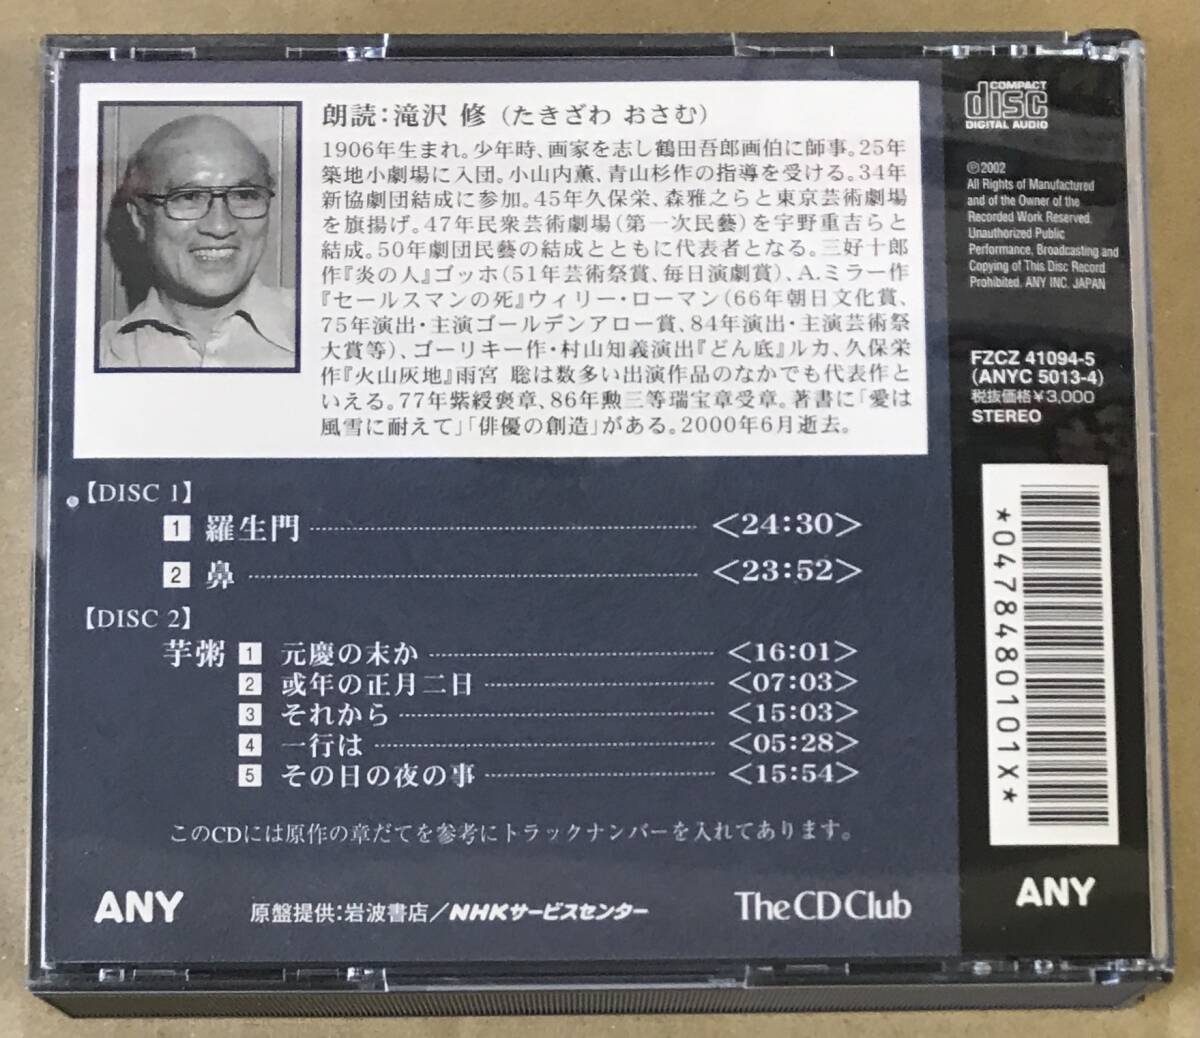 朗読：滝沢 修（たきざわ おさむ）
1906年生まれ。少年時、画家を志し鶴田吾郎画伯に師事。25年
築地小劇場に入団。小山内薫、青山杉作の指導を受ける。34年
新協劇団結成に参加。45年久保栄、森雅之らと東京芸術劇場
を旗揚げ。47年民衆芸術劇場（第一次民藝）を宇野重吉らと
結成。50年劇団民藝の結成とともに代表者となる。三好十郎
作『炎の人』ゴッホ（51年芸術祭賞、毎日演劇賞）、A.ミラー作
『セールスマンの死』ウィリー・ローマン（66年朝日文化賞、
75年演出・主演ゴールデンアロー賞、84年演出・主演芸術祭
大賞等）、ゴーリキー作・村山知義演出『どん底』ルカ、久保栄
作『火山灰地』雨宮 聡は数多い出演作品のなかでも代表作と
いえる。77年紫綬褒章、86年勲三等瑞宝章受章。著書に「愛は
風雪に耐えて」「俳優の創造」がある。2000年6月逝去。
【DISC 1】
1 羅生門 <24:30>
2 鼻 <23:52>
【DISC 2】
芋粥 1 元慶の末か <16:01>
2 或年の正月二日 <07:03>
3 それから <15:03>
4 一行は <05:28>
5 その日の夜の事 <15:54>
このCDには原作の章だてを参考にトラックナンバーを入れてあります。
ANY
原盤提供：岩波書店／NHKサービスセンター
The CD Club
COMPACT
disc
DIGITAL AUDIO
℗2002
All Rights of Manufactured
and of the Owner of the
Recorded Work Reserved.
Unauthorized Public
Performance, Broadcasting and
Copying of This Disc Record
Prohibited. ANY INC. JAPAN
FZCZ 41094-5
(ANYC 5013-4)
税抜価格¥3,000
STEREO
*0478480101X*
ANY